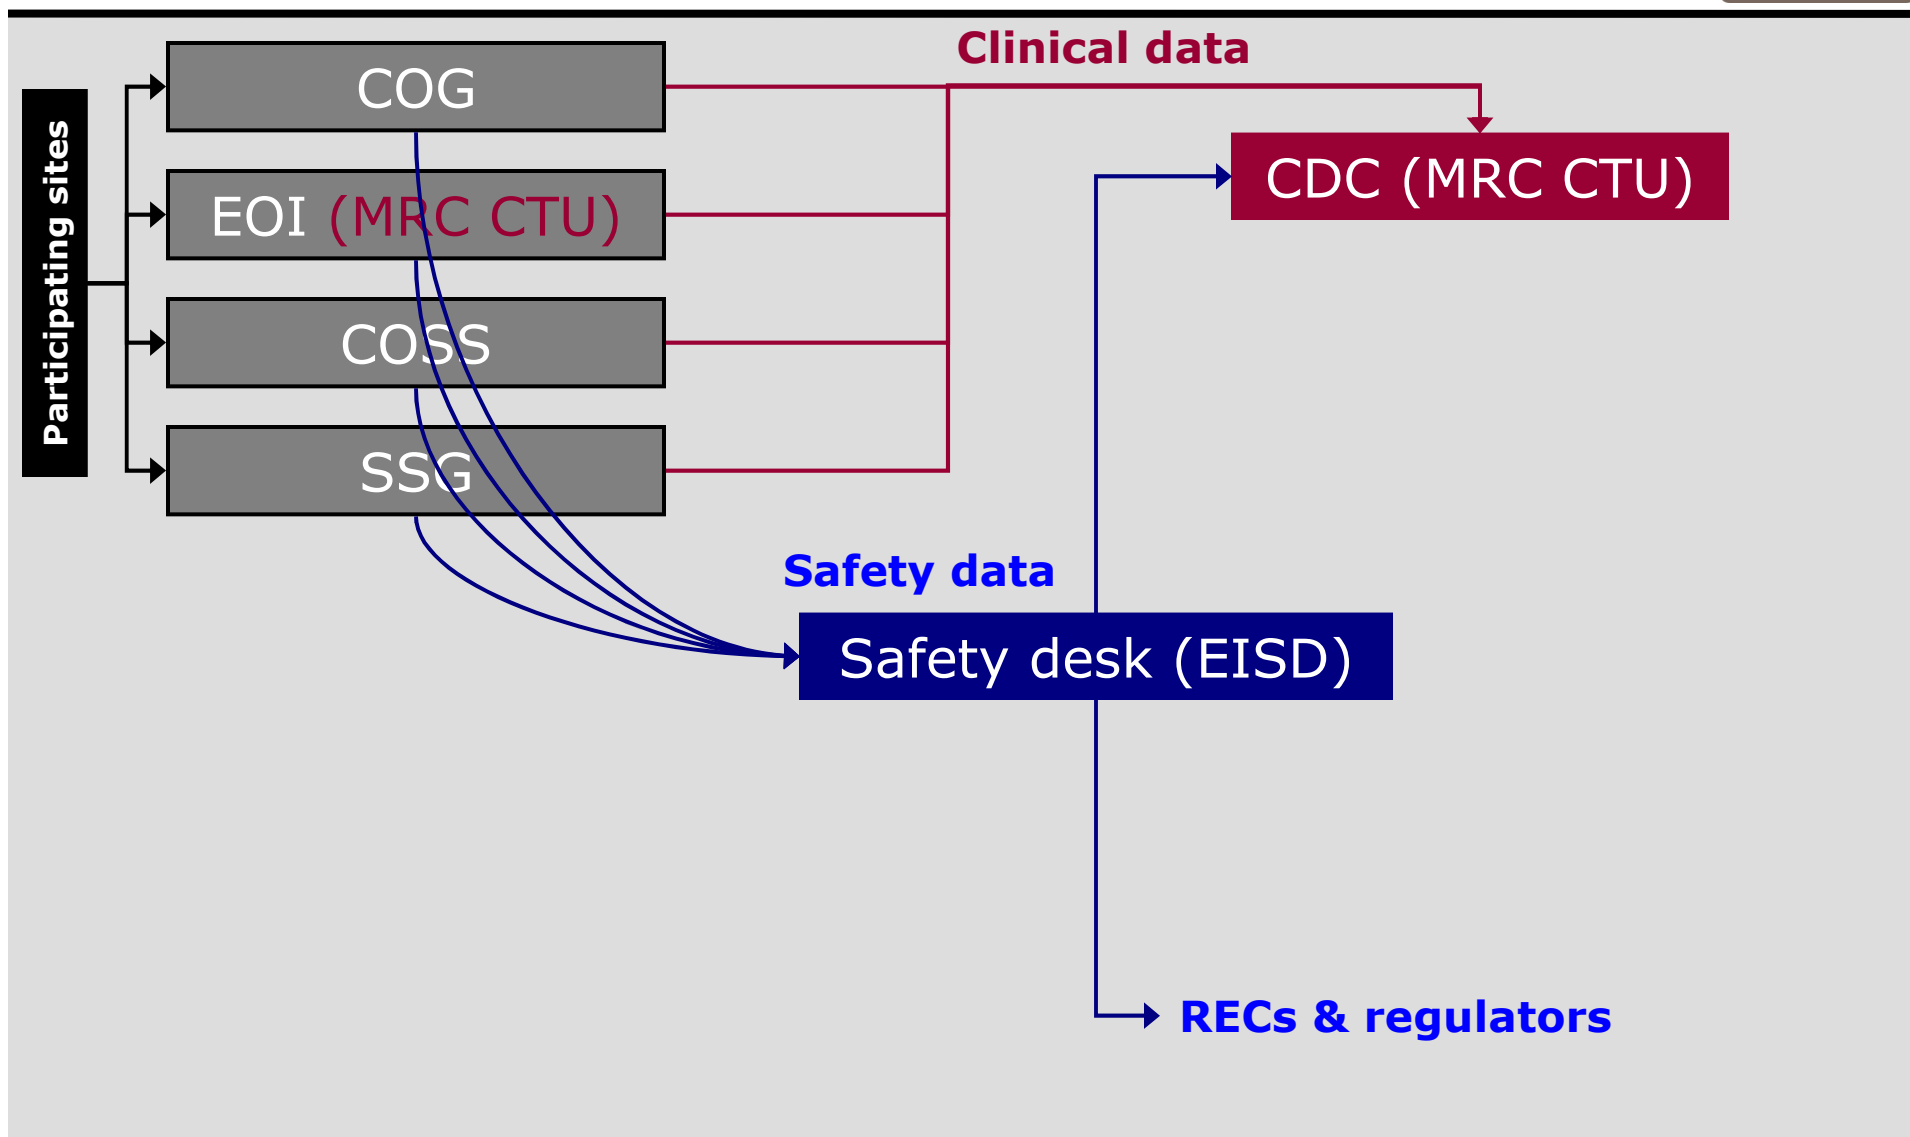 Clinical data
Participating sites
COG
EOI (MRC CTU)
COSS
SSG
CDC (MRC CTU)
Safety data
Safety desk (EISD)
RECs & regulators